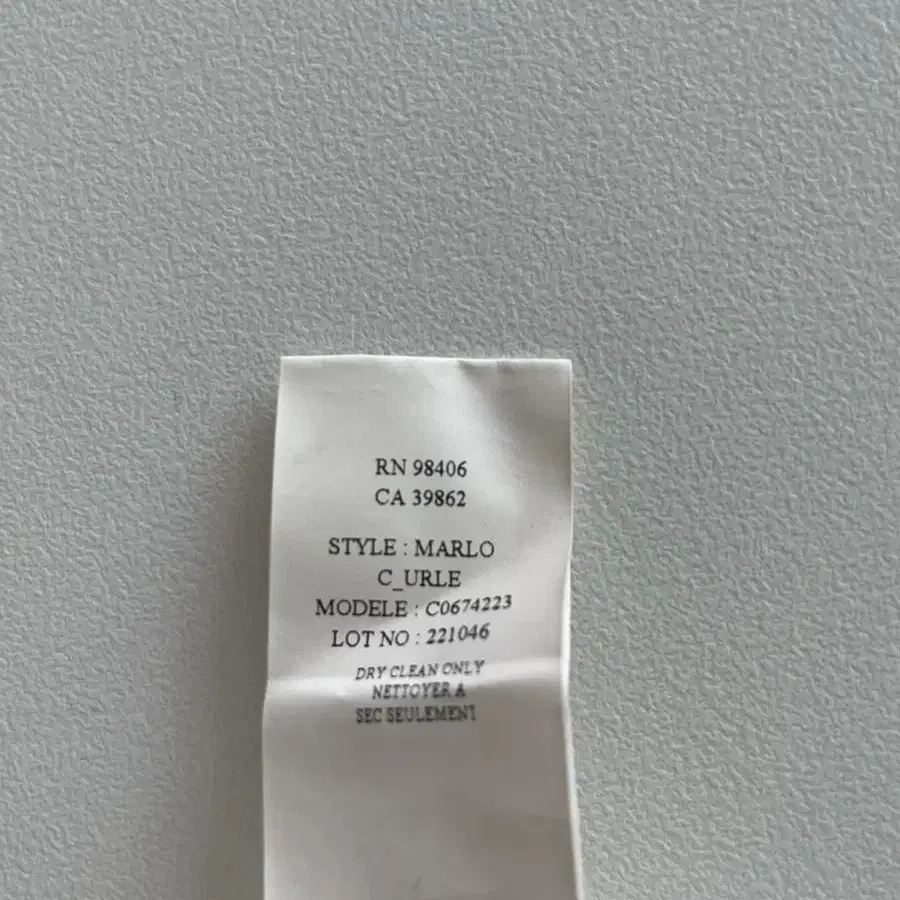 RN 98406
CA 39862
STYLE : MARLO
C_URLE
MODELE : C0674223
LOT NO : 221046
DRY CLEAN ONLY
NETTOYER A
SEC SEULEMENT